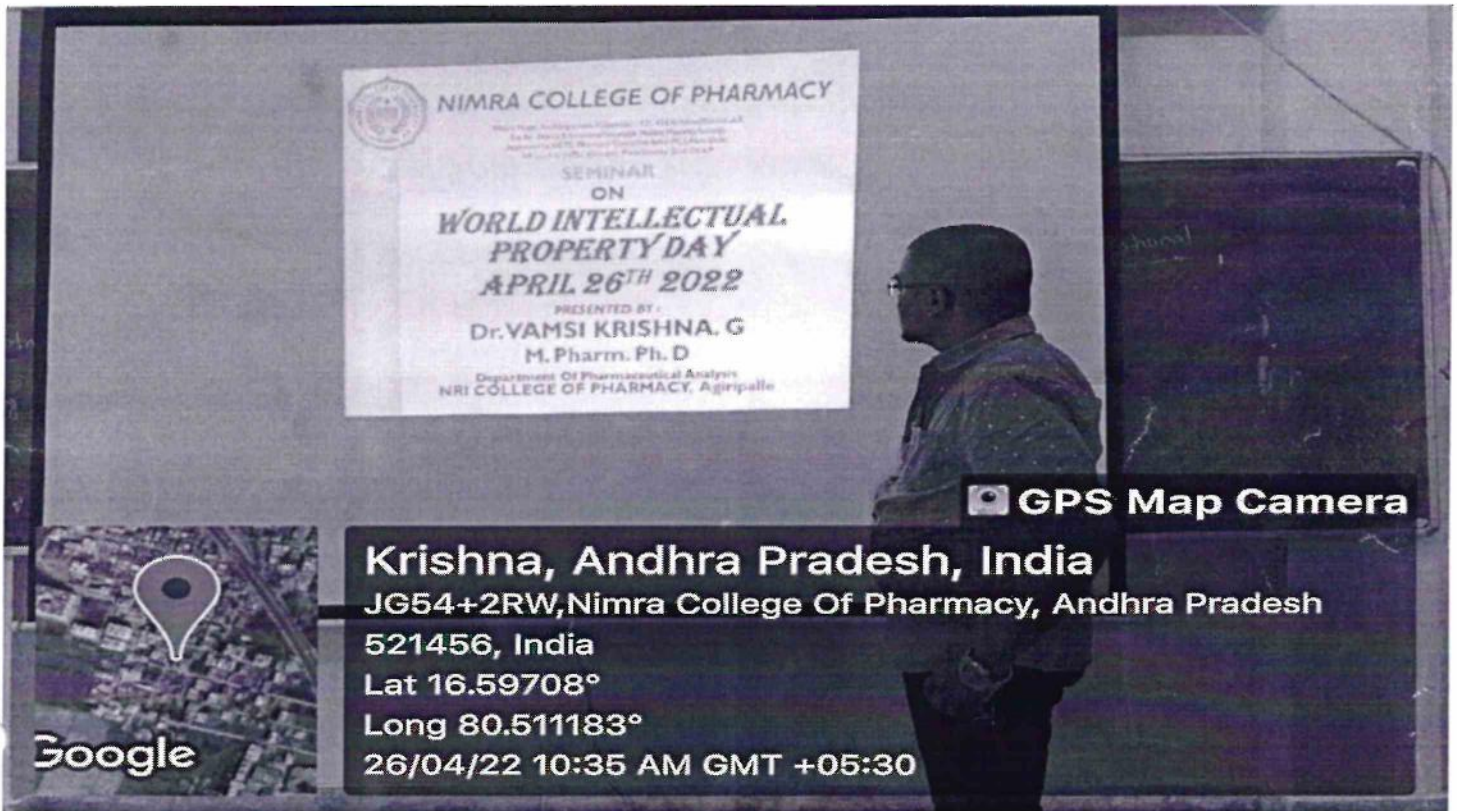 NIMRA COLLEGE OF PHARMACY
SEMINAR
ON
WORLD INTELLECTUAL
PROPERTY DAY
APRIL 26TH 2022
PRESENTED BY :
Dr.VAMSI KRISHNA. G
M. Pharm. Ph. D
Department Of Pharmaceutical Analysis
NRI COLLEGE OF PHARMACY, Agiripalle
GPS Map Camera
Krishna, Andhra Pradesh, India
JG54+2RW,Nimra College Of Pharmacy, Andhra Pradesh
521456, India
Lat 16.59708°
Long 80.511183°
26/04/22 10:35 AM GMT +05:30
Google